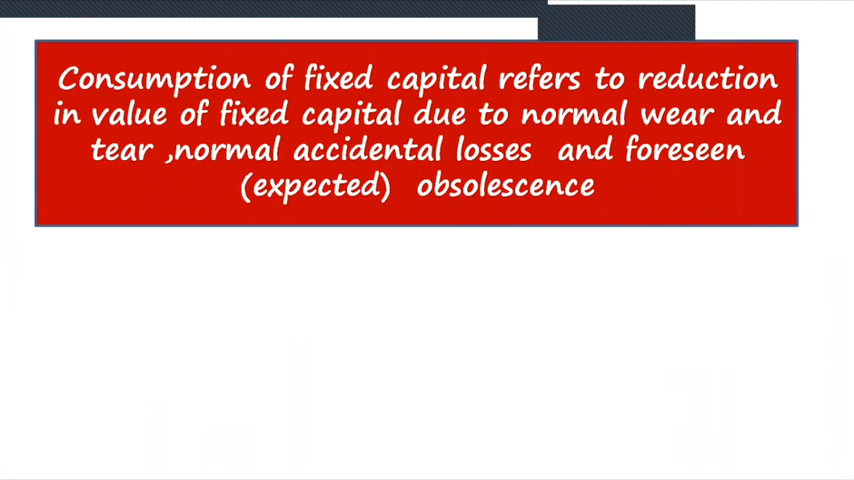 Consumption of fixed capital refers to reduction
in value of fixed capital due to normal wear and
tear ,normal accidental losses and foreseen
(expected) obsolescence